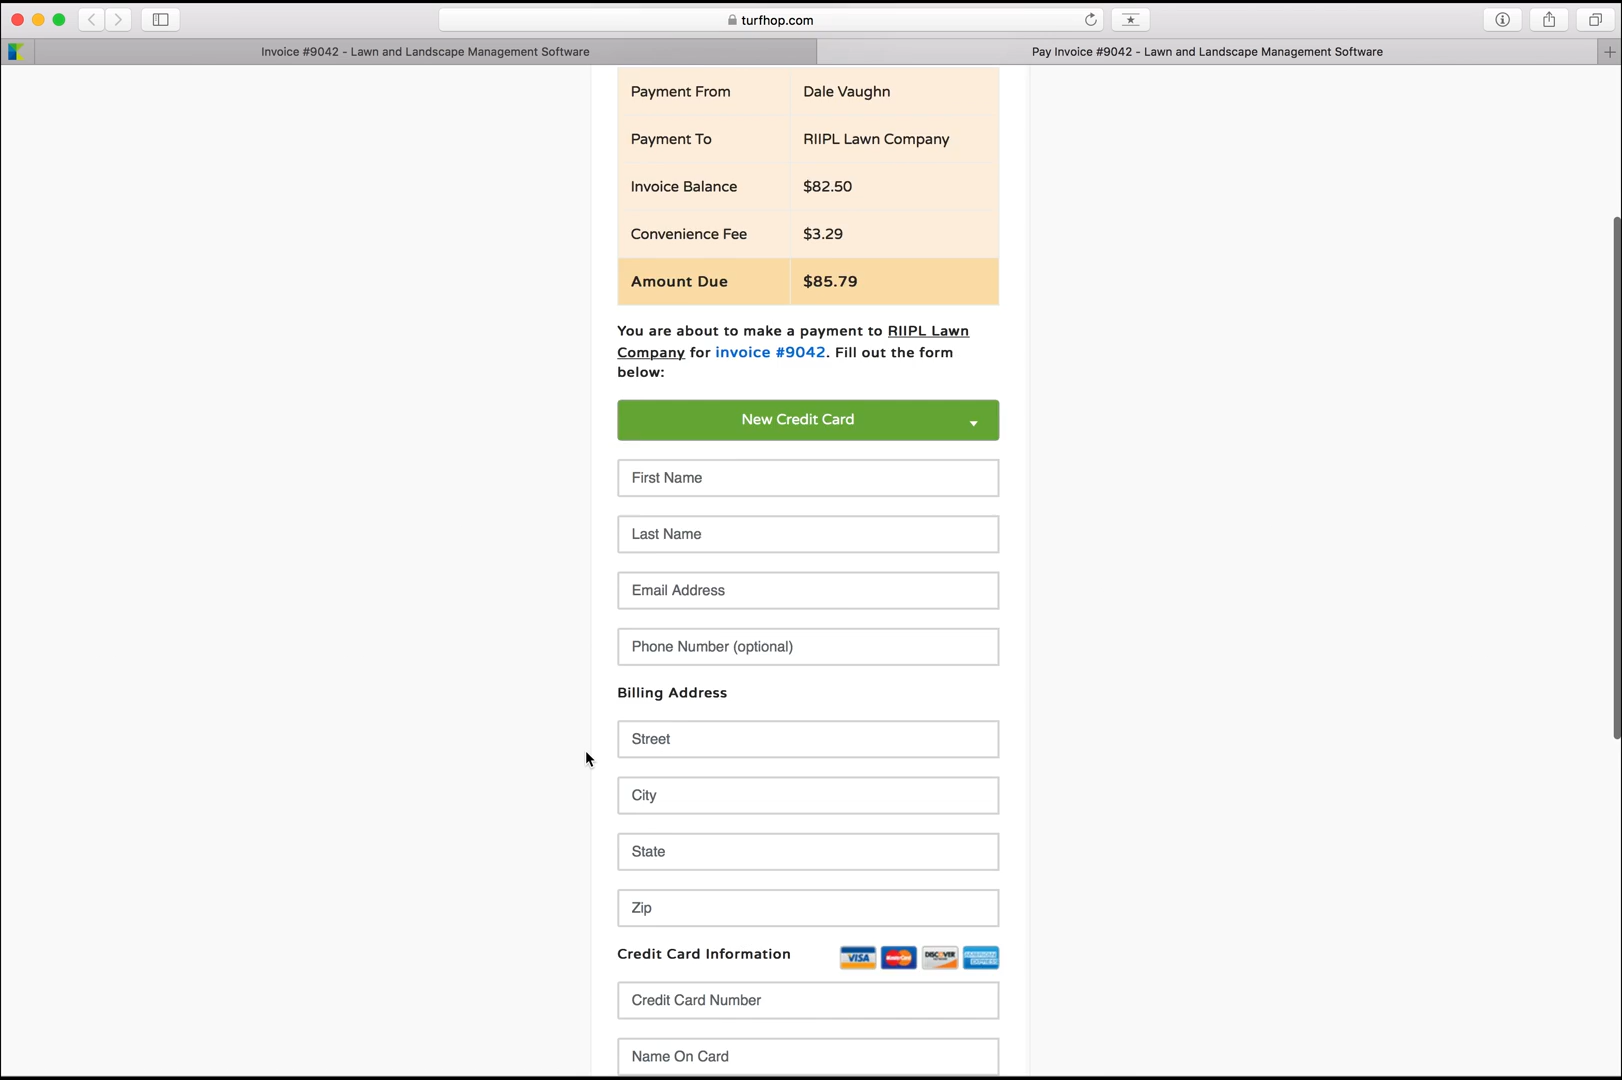 turfhop.com
Invoice #9042 - Lawn and Landscape Management Software
Pay Invoice #9042 - Lawn and Landscape Management Software
Payment From Dale Vaughn
Payment To RIIPL Lawn Company
Invoice Balance $82.50
Convenience Fee $3.29
Amount Due $85.79
You are about to make a payment to RIIPL Lawn
Company for invoice #9042. Fill out the form
below:
New Credit Card
First Name
Last Name
Email Address
Phone Number (optional)
Billing Address
Street
City
State
Zip
Credit Card Information VISA MasterCard DISCOVER AMERICAN EXPRESS
Credit Card Number
Name On Card